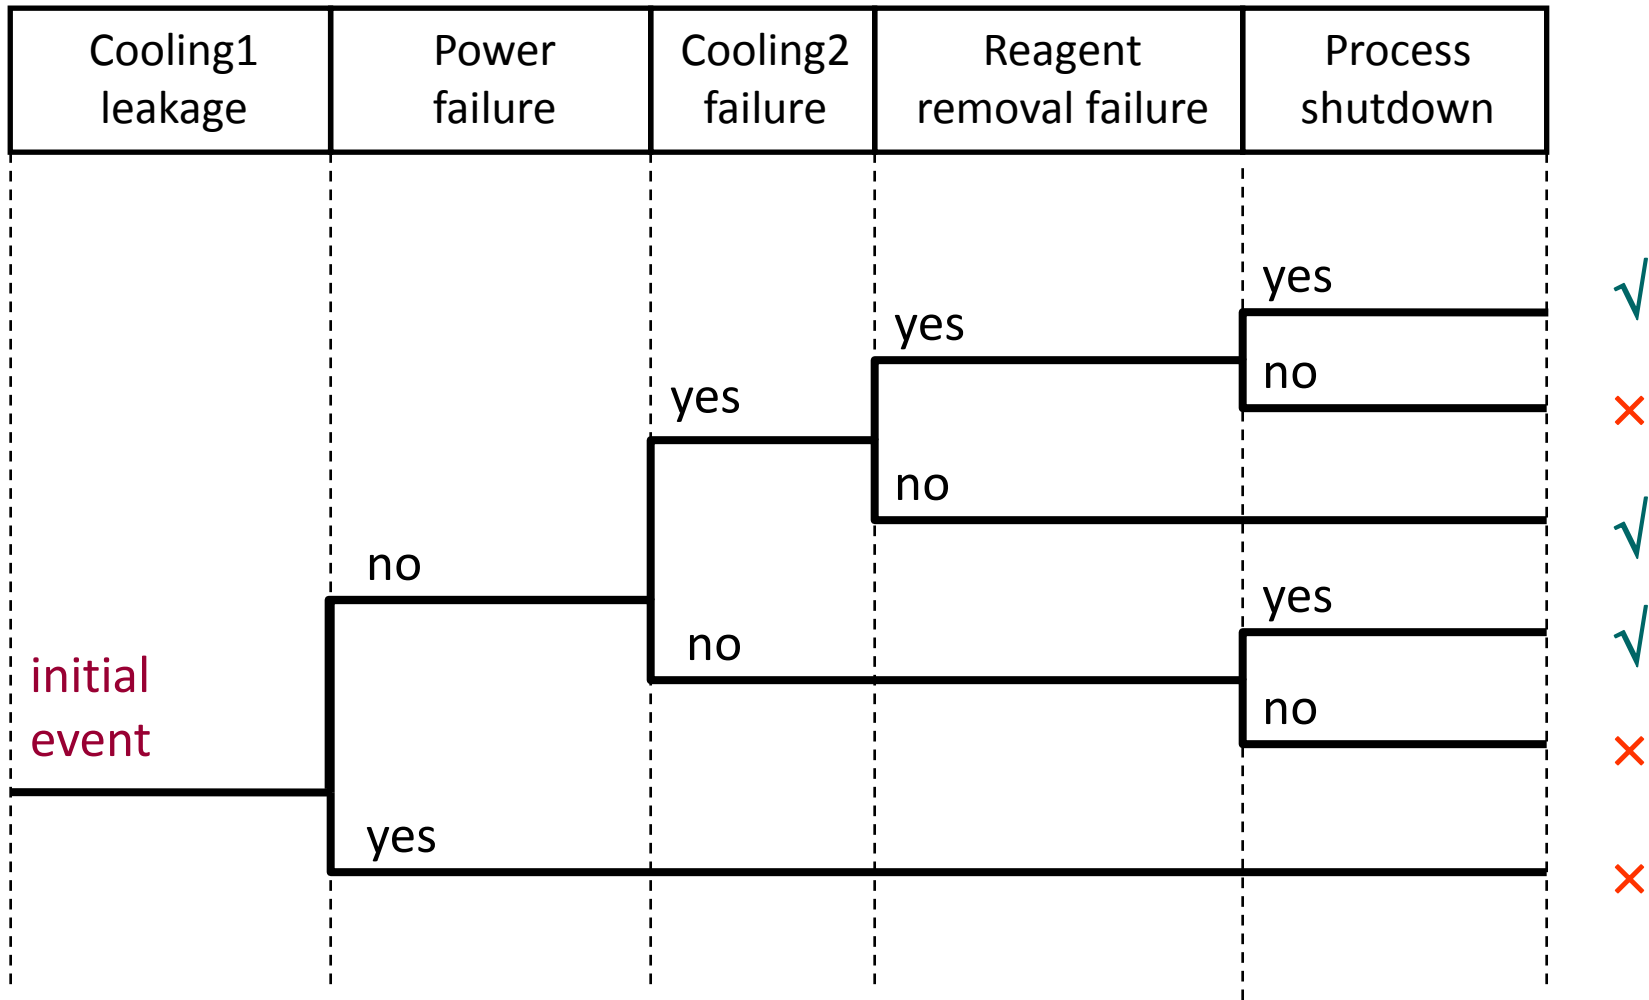 Cooling1
leakage
Power
failure
Cooling2
failure
Reagent
removal failure
Process
shutdown
yes
√
yes
no
×
yes
no
√
no
yes
√
no
initial
event
no
×
yes
×